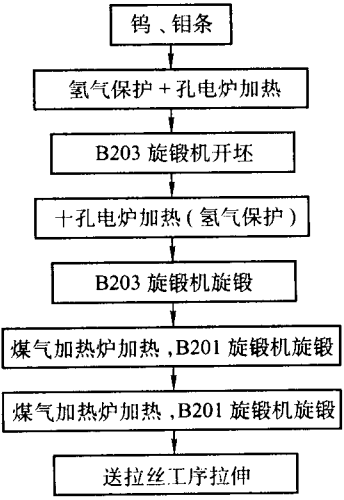 钨、钼条
氢气保护+孔电炉加热
B203 旋锻机开坯
十孔电炉加热(氢气保护)
B203 旋锻机旋锻
煤气加热炉加热,B201 旋锻机旋锻
煤气加热炉加热,B201 旋锻机旋锻
送拉丝工序拉伸